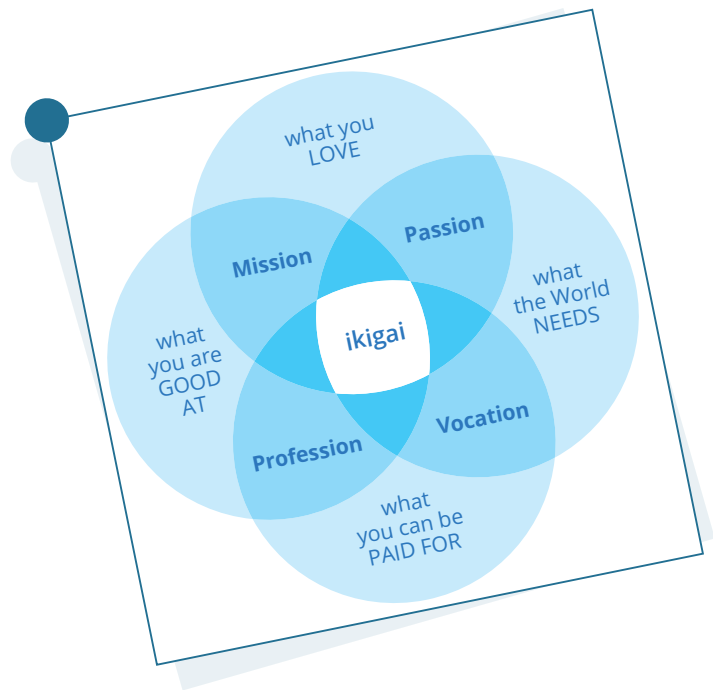 what you
LOVE
Mission
Passion
what
the World
NEEDS
ikigai
what
you are
GOOD
AT
Profession
Vocation
what
you can be
PAID FOR